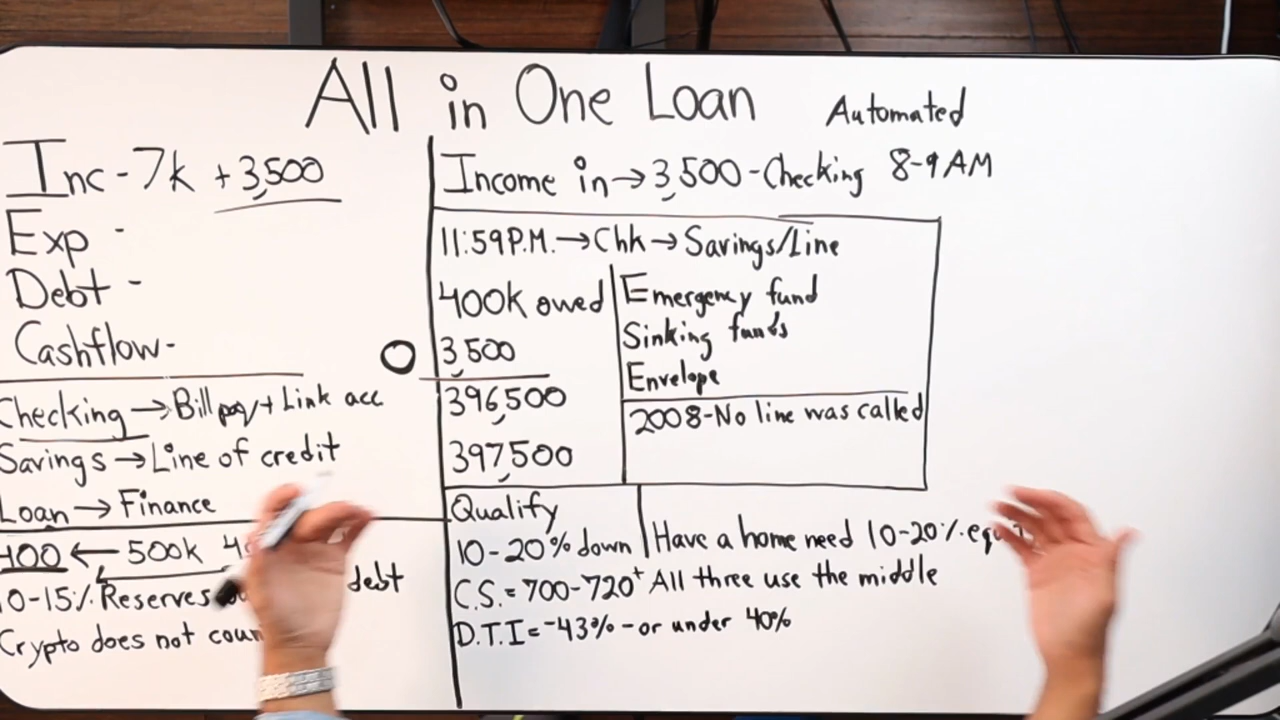 All in One Loan
Automated
Inc - 7k + 3,500
Exp -
Debt -
Cashflow-
Checking → Bill pay + Link acc
Savings → Line of credit
Loan → Finance
400 ← 500k
10-15% Reserves debt
Crypto does not
Income in → 3,500 - Checking 8-9 AM
11:59 P.M. → Chk → Savings/Line
400K owed
3,500
396,500
397,500
Emergency fund
Sinking funds
Envelope
2008 - No line was called
Qualify
10-20% down
Have a home need 10-20%
C.S. = 700-720+ All three use the middle
D.T.I = -43% - or under 40%